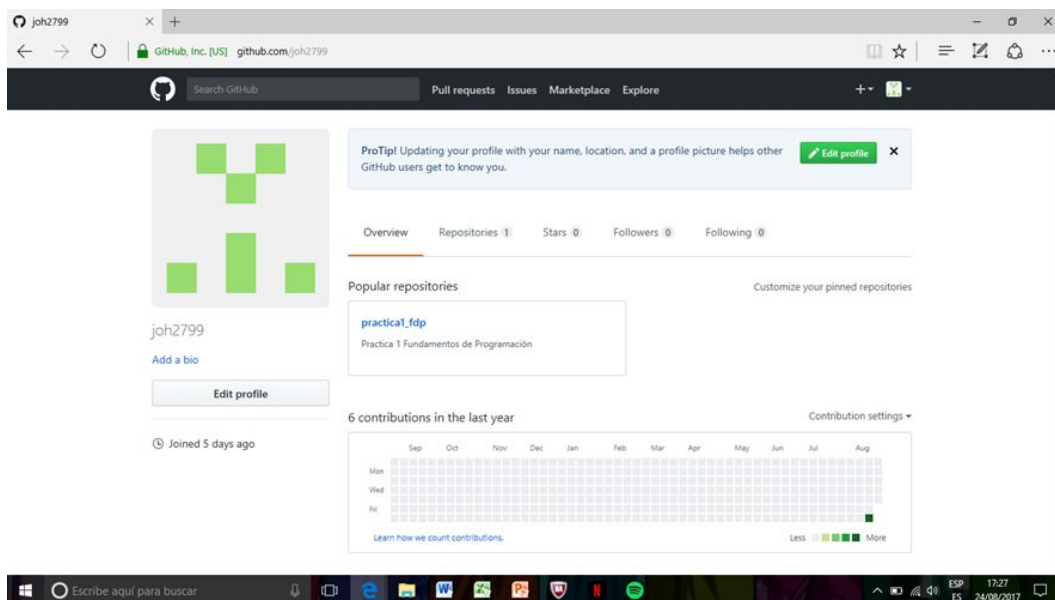 joh2799
GitHub, Inc. [US] github.com/joh2799
Search GitHub Pull requests Issues Marketplace Explore
ProTip! Updating your profile with your name, location, and a profile picture helps other
GitHub users get to know you.
Edit profile
Overview Repositories 1 Stars 0 Followers 0 Following 0
Popular repositories Customize your pinned repositories
practica1_fdp
Practica 1 Fundamentos de Programación
joh2799
Add a bio
Edit profile
Joined 5 days ago
6 contributions in the last year Contribution settings
Sep Oct Nov Dec Jan Feb Mar Apr May Jun Jul Aug
Mon
Wed
Fri
Learn how we count contributions. Less More
Escribe aquí para buscar
ESP 17:27
ES 24/08/2017